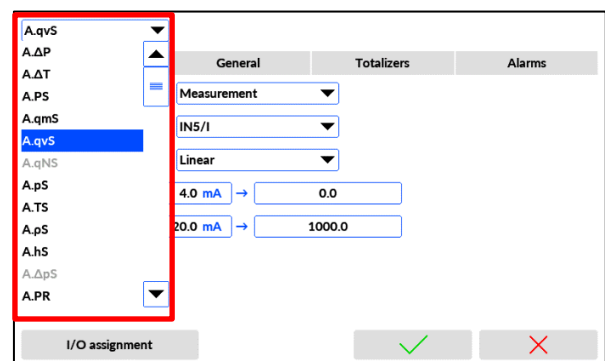 A.qvS
A.ΔP
A.ΔT
A.PS
A.qmS
A.qvS
A.qNS
A.pS
A.TS
A.ρS
A.hS
A.ΔpS
A.PR
General Totalizers Alarms
Measurement
IN5/I
Linear
4.0 mA → 0.0
20.0 mA → 1000.0
I/O assignment